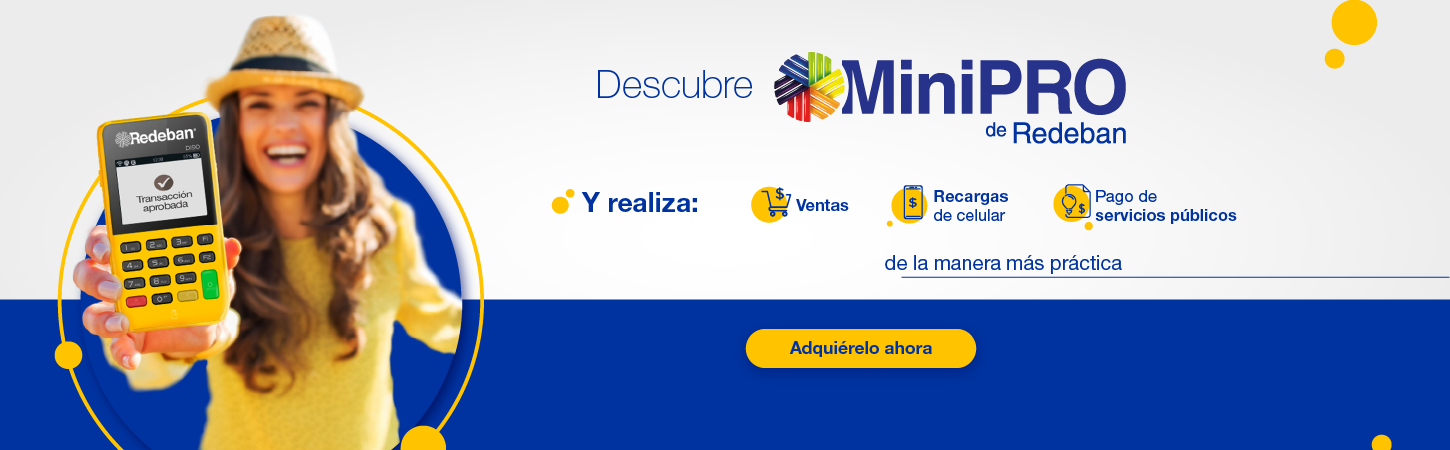 Descubre MiniPRO
de Redeban
Y realiza:
Ventas
Recargas
de celular
Pago de
servicios públicos
de la manera más práctica
Adquiérelo ahora
Redeban
Transacción
aprobada